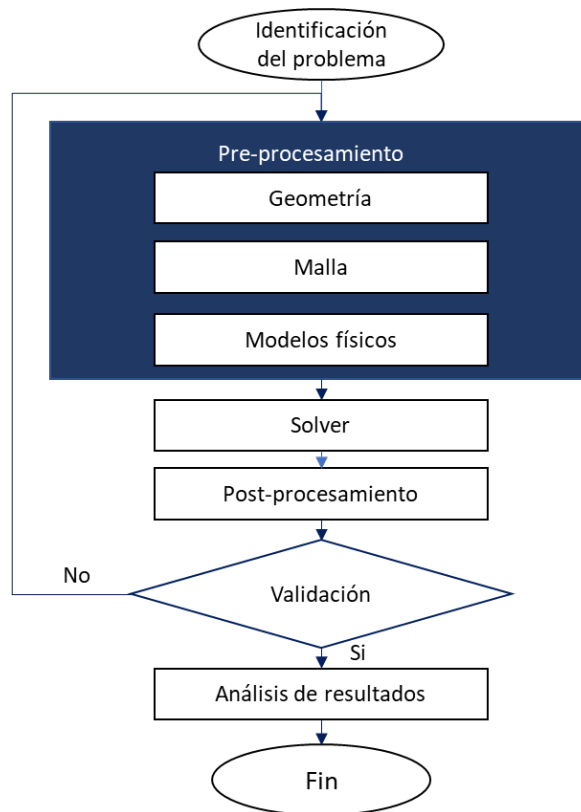 Identificación
del problema
Pre-procesamiento
Geometría
Malla
Modelos físicos
Solver
Post-procesamiento
No
Validación
Si
Análisis de resultados
Fin